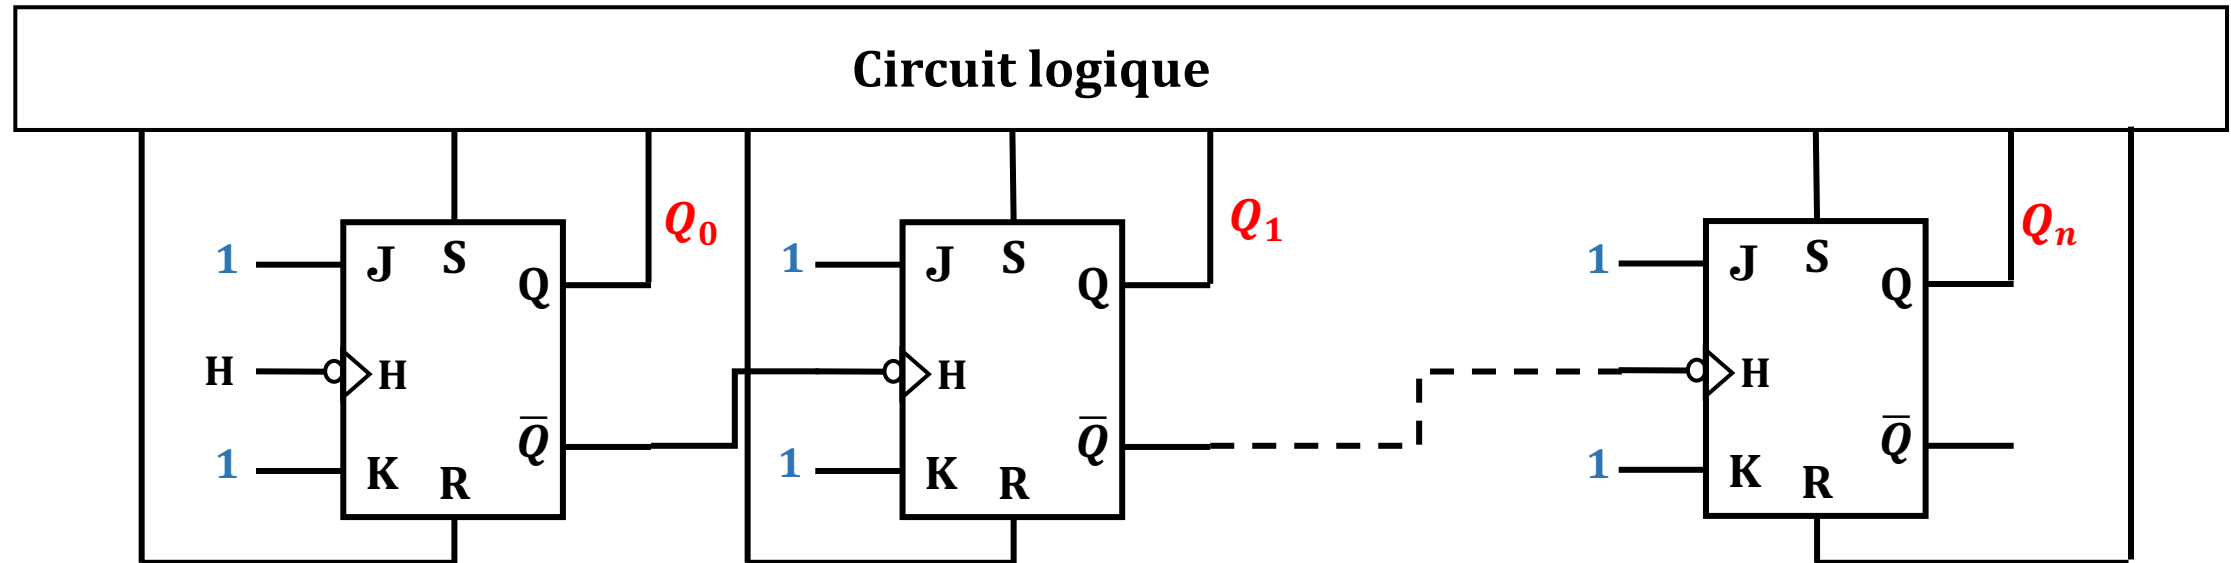 Circuit logique
1 J S Q Q₀ 1 J S Q Q₁ 1 J S Q Qₙ
H H H H
1 K R Q̅ 1 K R Q̅ 1 K R Q̅